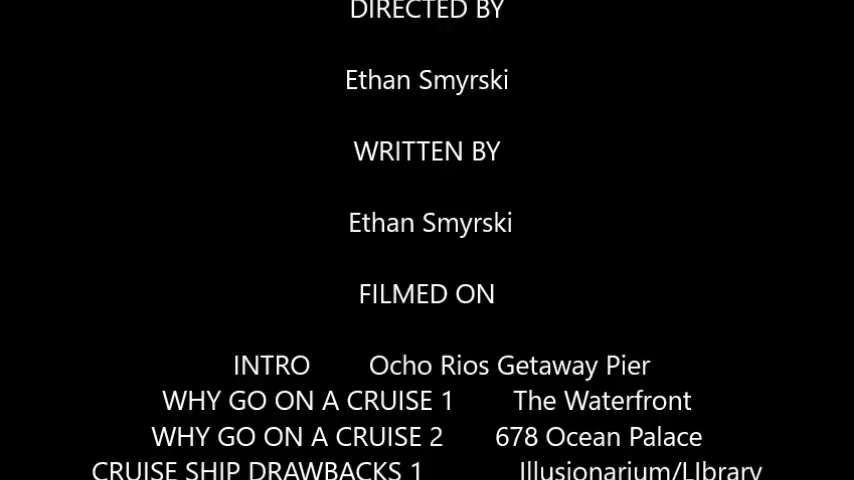 DIRECTED BY
Ethan Smyrski
WRITTEN BY
Ethan Smyrski
FILMED ON
INTRO Ocho Rios Getaway Pier
WHY GO ON A CRUISE 1 The Waterfront
WHY GO ON A CRUISE 2 678 Ocean Palace
CRUISE SHIP DRAWBACKS 1 Illusionarium/LIbrary